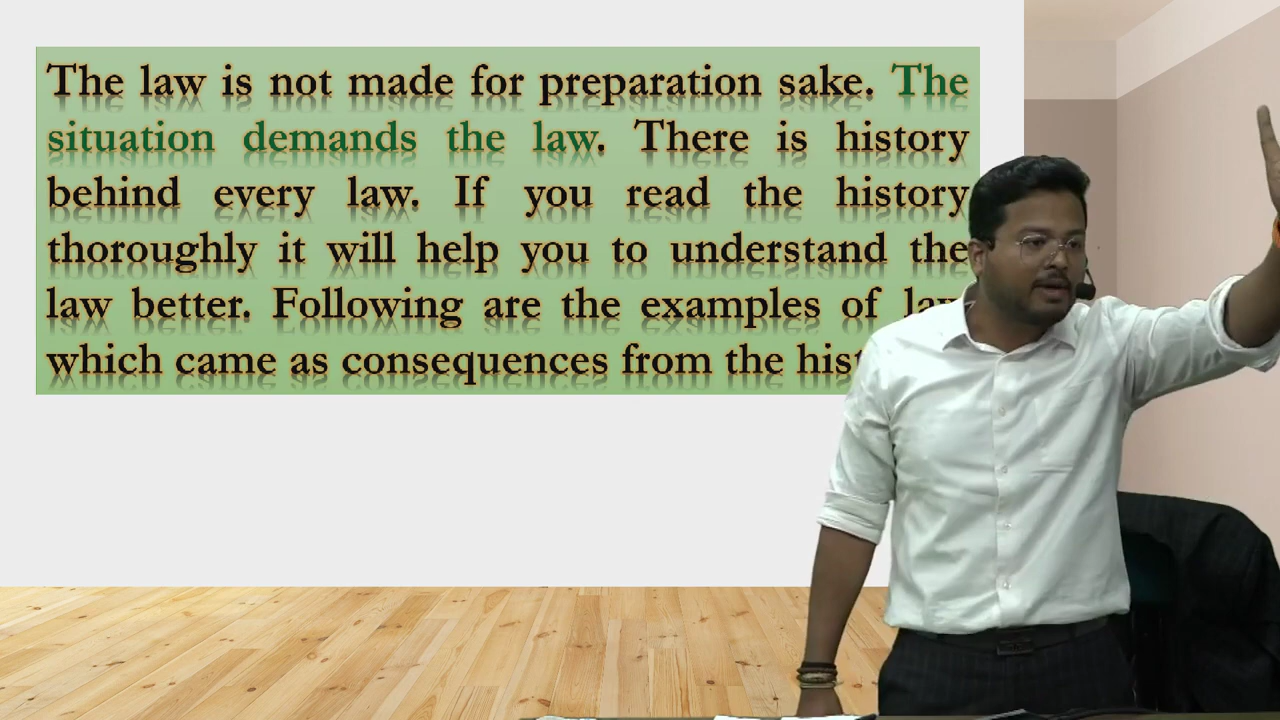 The law is not made for preparation sake. The
situation demands the law. There is history
behind every law. If you read the history
thoroughly it will help you to understand the
law better. Following are the examples of
which came as consequences from the